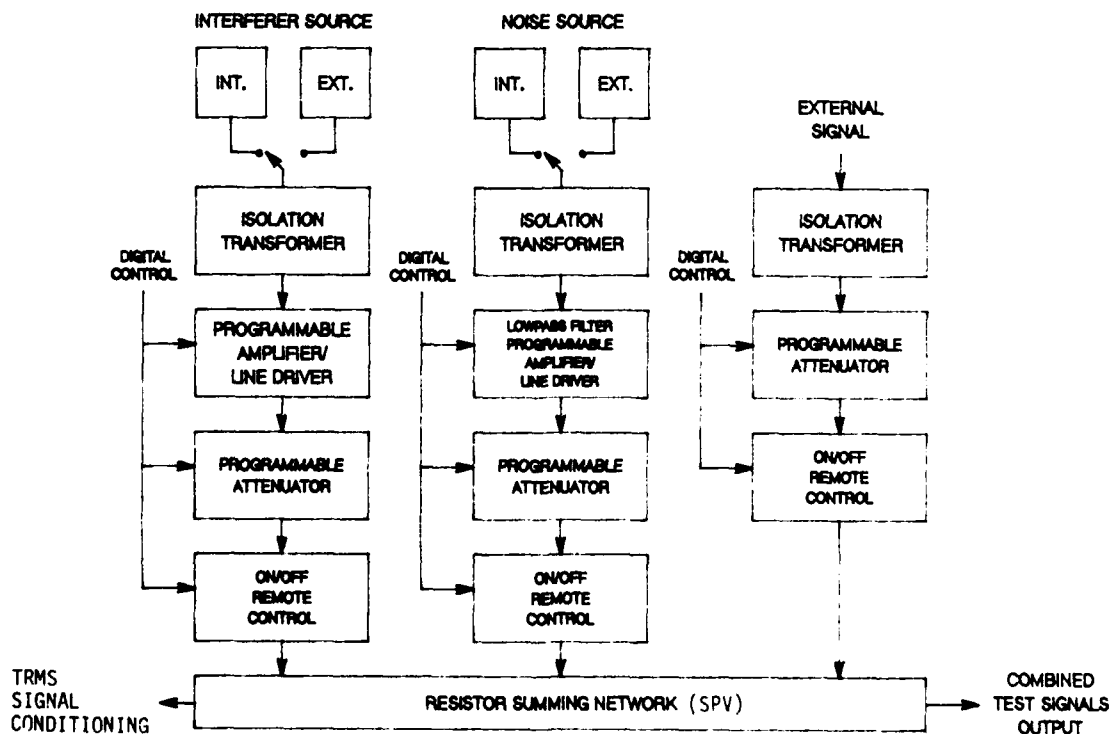 INTERFERER SOURCE
NOISE SOURCE
INT.
EXT.
INT.
EXT.
EXTERNAL
SIGNAL
ISOLATION
TRANSFORMER
ISOLATION
TRANSFORMER
ISOLATION
TRANSFORMER
DIGITAL
CONTROL
DIGITAL
CONTROL
DIGITAL
CONTROL
PROGRAMMABLE
AMPLIFIER/
LINE DRIVER
LOWPASS FILTER
PROGRAMMABLE
AMPLIFIER/
LINE DRIVER
PROGRAMMABLE
ATTENUATOR
PROGRAMMABLE
ATTENUATOR
PROGRAMMABLE
ATTENUATOR
ON/OFF
REMOTE
CONTROL
ON/OFF
REMOTE
CONTROL
ON/OFF
REMOTE
CONTROL
TRMS
SIGNAL
CONDITIONING
RESISTOR SUMMING NETWORK (SPV)
COMBINED
TEST SIGNALS
OUTPUT